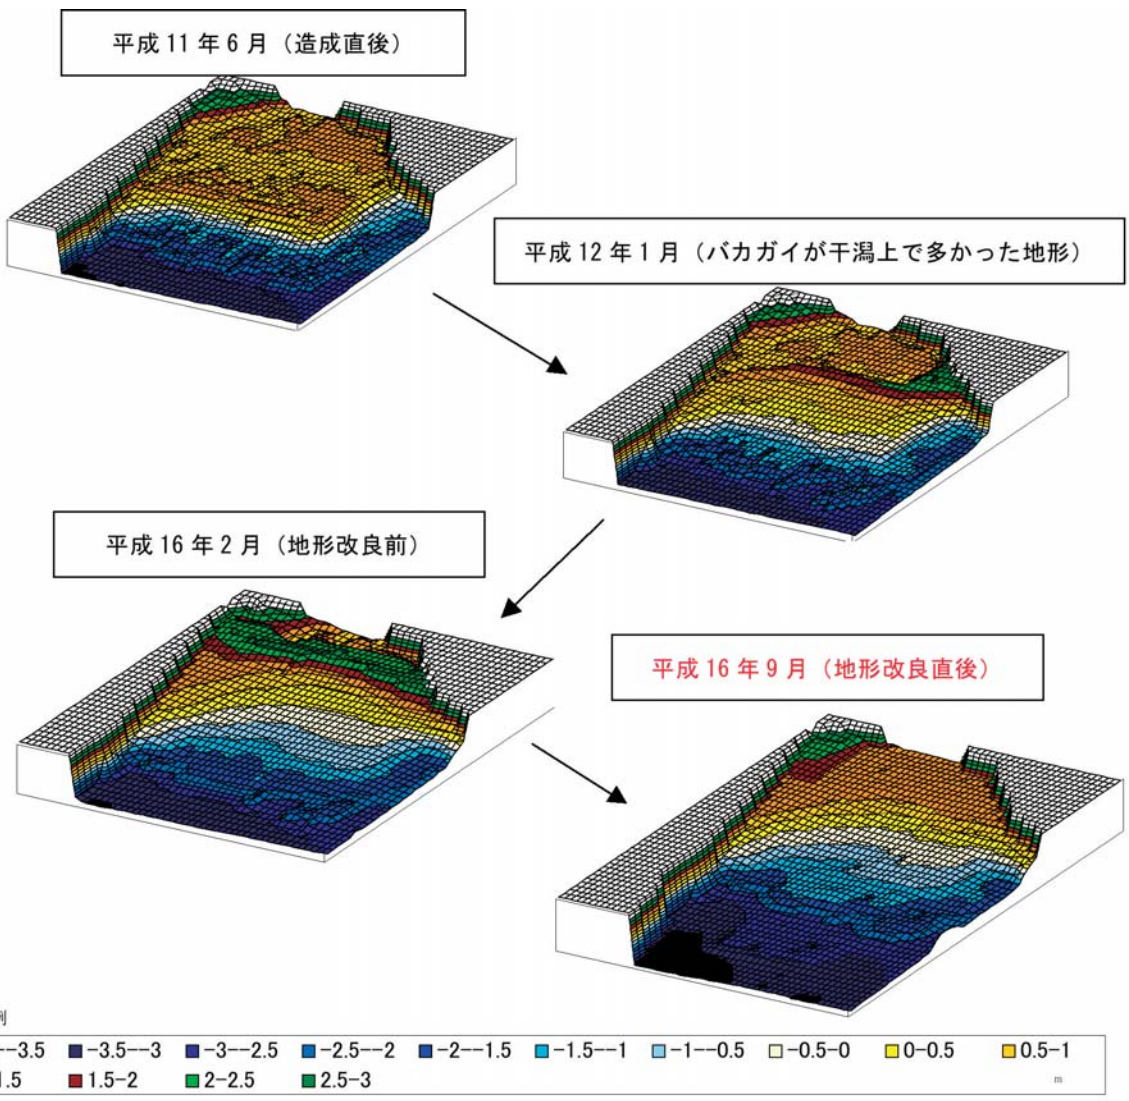 平成 11 年 6 月（造成直後）
平成 12 年 1 月（バカガイが干潟上で多かった地形）
平成 16 年 2 月（地形改良前）
平成 16 年 9 月（地形改良直後）
例
--3.5 -3.5--3 -3--2.5 -2.5--2 -2--1.5 -1.5--1 -1--0.5 -0.5-0 0-0.5 0.5-1
1.5 1.5-2 2-2.5 2.5-3
m